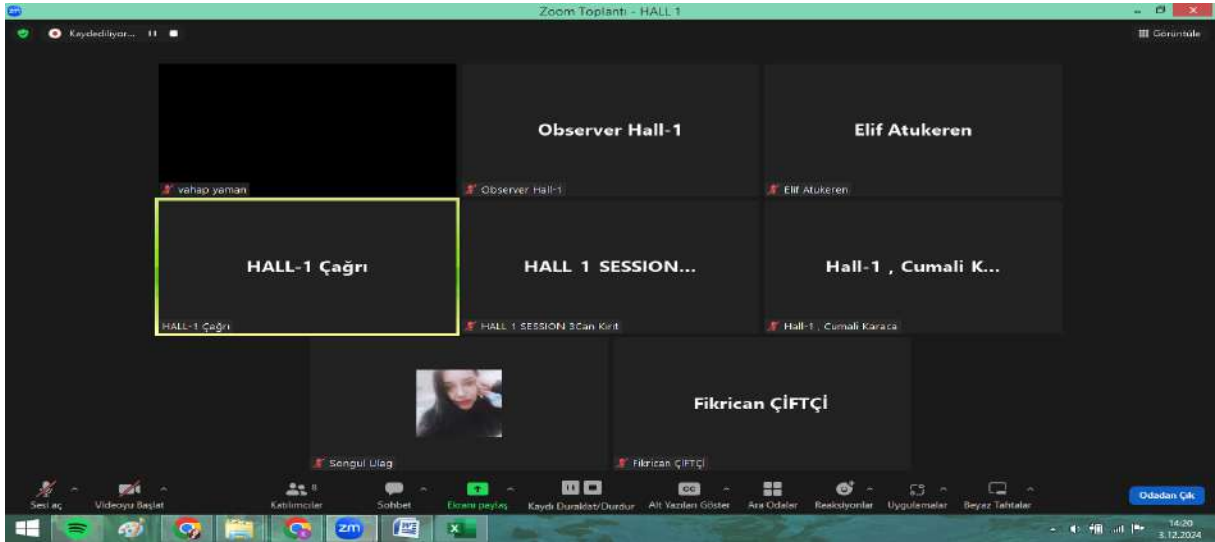 Zoom Toplantı - HALL 1
Kaydediliyor...
Görüntüle
Observer Hall-1
Elif Atukeren
vahap yaman
Observer Hall-1
Elif Atukeren
HALL-1 Çağrı
HALL 1 SESSION...
Hall-1 , Cumali K...
HALL-1 Çağrı
HALL 1 SESSION 3Can Kırıt
Hall-1 , Cumali Karaca
Fikrican ÇİFTÇİ
Songul Ulag
Fikrican ÇİFTÇİ
8
CC
Sesi aç
Videoyu Başlat
Katılımcılar
Sohbet
Ekranı paylaş
Kaydı Duraklat/Durdur
Alt Yazıları Göster
Ara Odalar
Reaksiyonlar
Uygulamalar
Beyaz Tahtalar
Odadan Çık
zm
14:20
3.12.2024